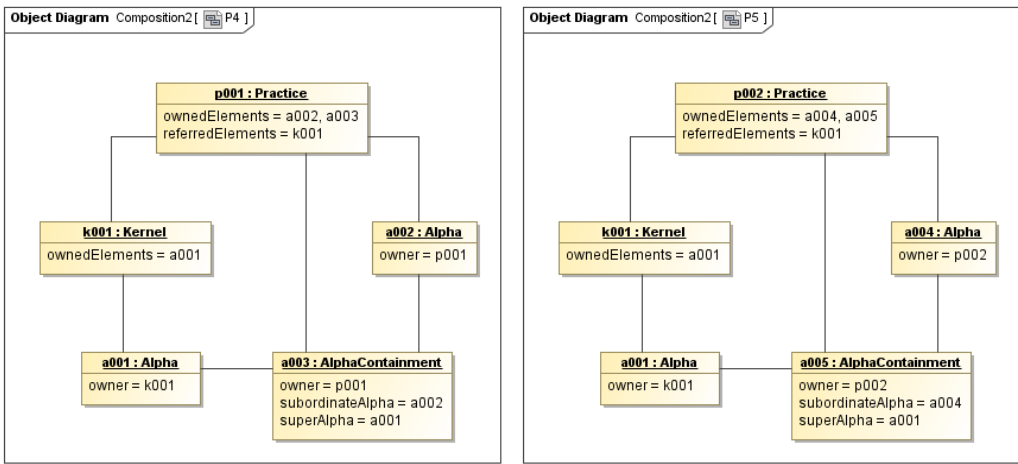 Object Diagram Composition2 [ P4 ]
p001 : Practice
ownedElements = a002, a003
referredElements = k001
k001 : Kernel
ownedElements = a001
a002 : Alpha
owner = p001
a001 : Alpha
owner = k001
a003 : AlphaContainment
owner = p001
subordinateAlpha = a002
superAlpha = a001
Object Diagram Composition2 [ P5 ]
p002 : Practice
ownedElements = a004, a005
referredElements = k001
k001 : Kernel
ownedElements = a001
a004 : Alpha
owner = p002
a001 : Alpha
owner = k001
a005 : AlphaContainment
owner = p002
subordinateAlpha = a004
superAlpha = a001